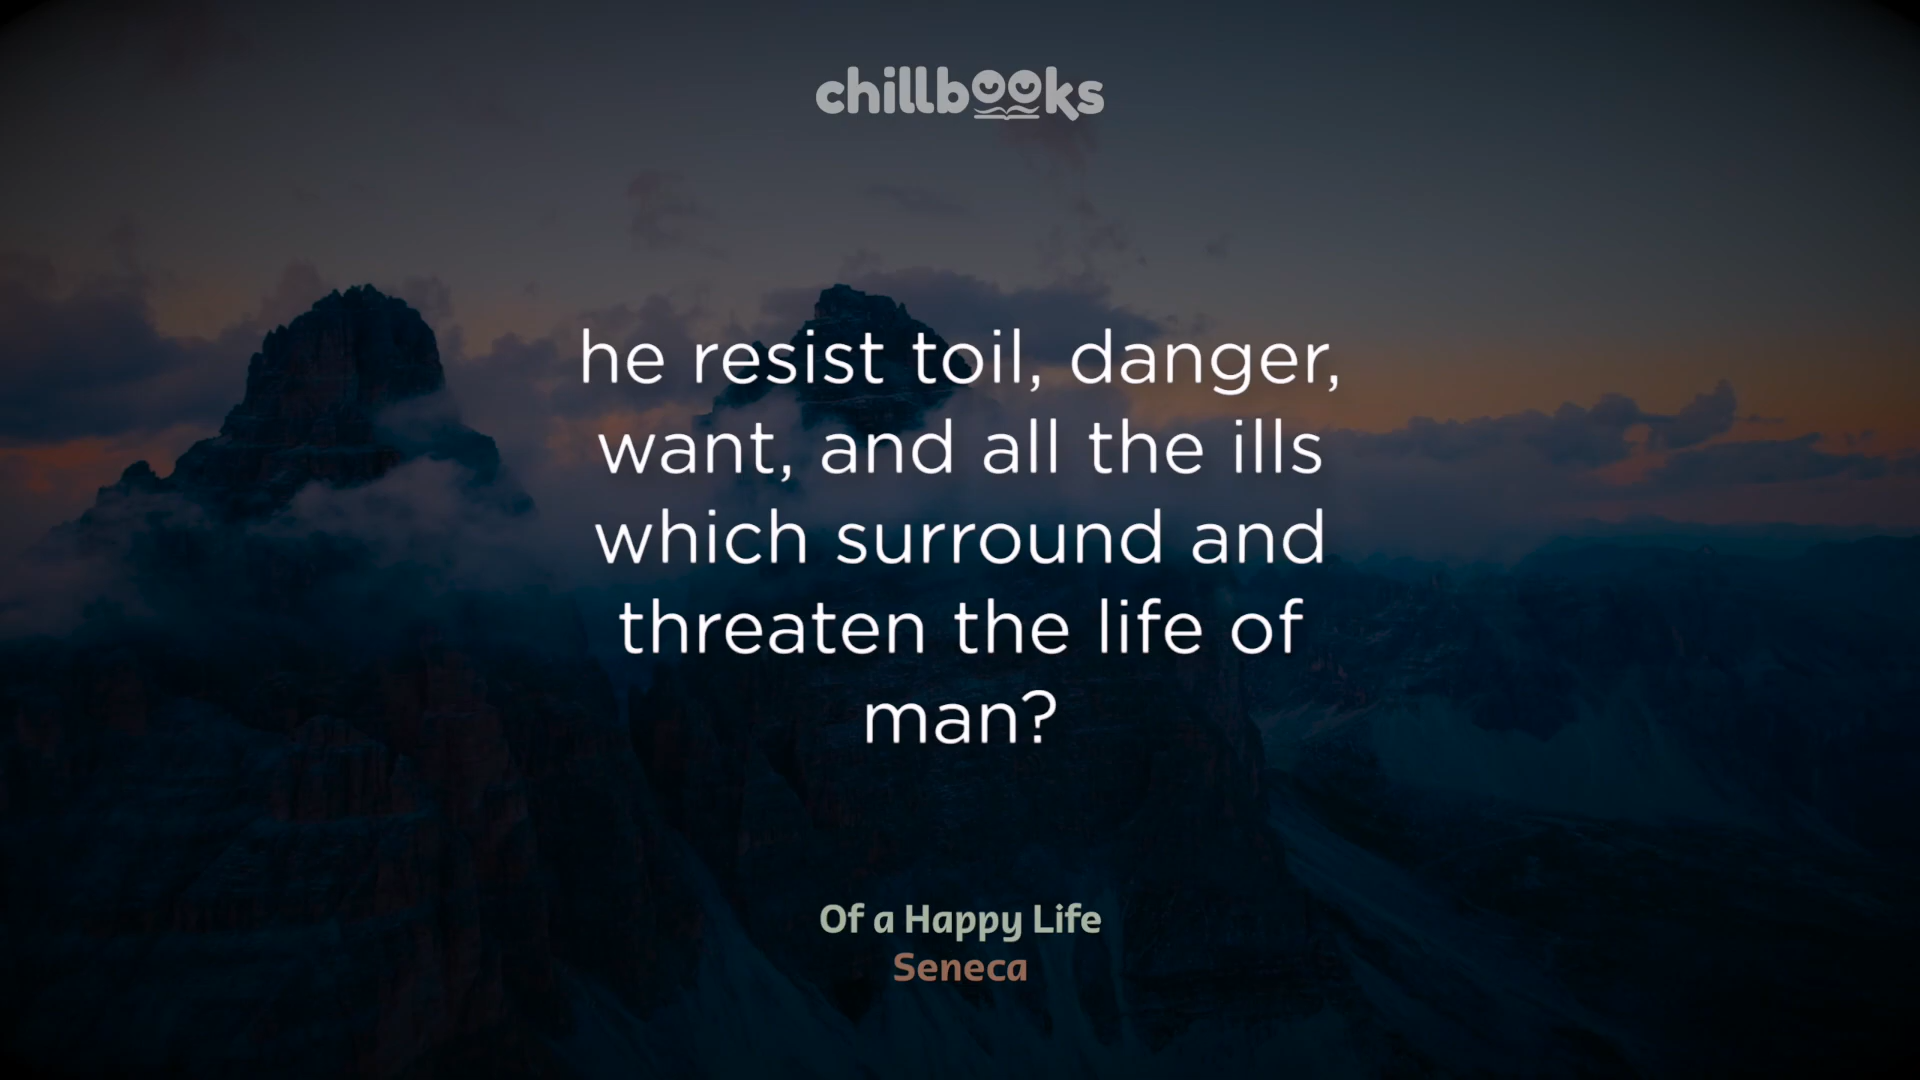 chillbooks
he resist toil, danger,
want, and all the ills
which surround and
threaten the life of
man?
Of a Happy Life
Seneca